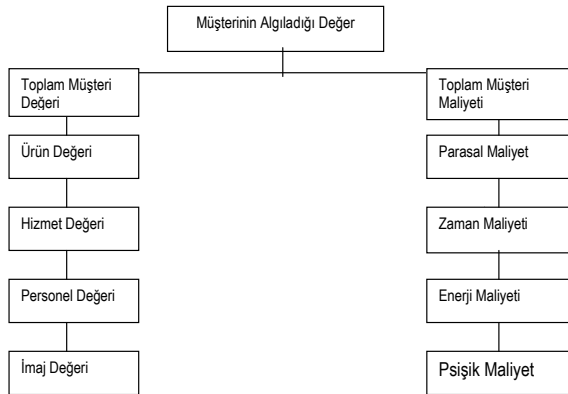 Müşterinin Algıladığı Değer
Toplam Müşteri
Değeri
Ürün Değeri
Hizmet Değeri
Personel Değeri
İmaj Değeri
Toplam Müşteri
Maliyeti
Parasal Maliyet
Zaman Maliyeti
Enerji Maliyeti
Psişik Maliyet